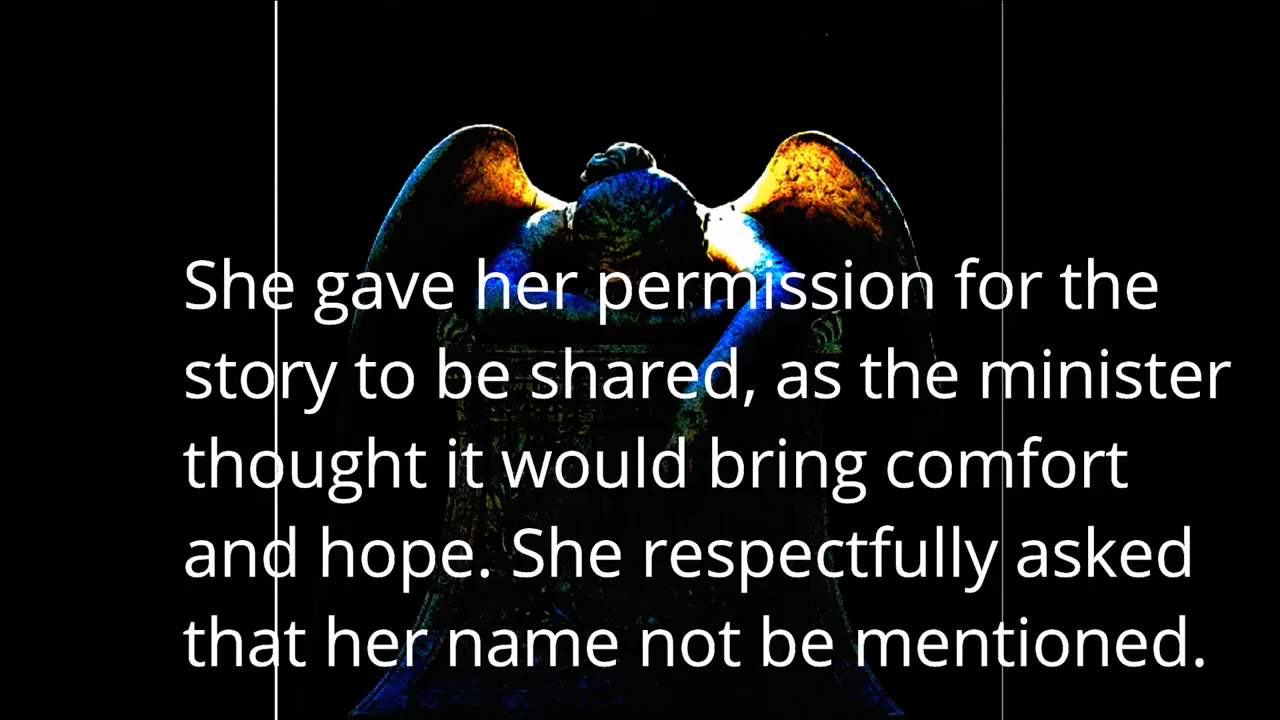 She gave her permission for the
story to be shared, as the minister
thought it would bring comfort
and hope. She respectfully asked
that her name not be mentioned.